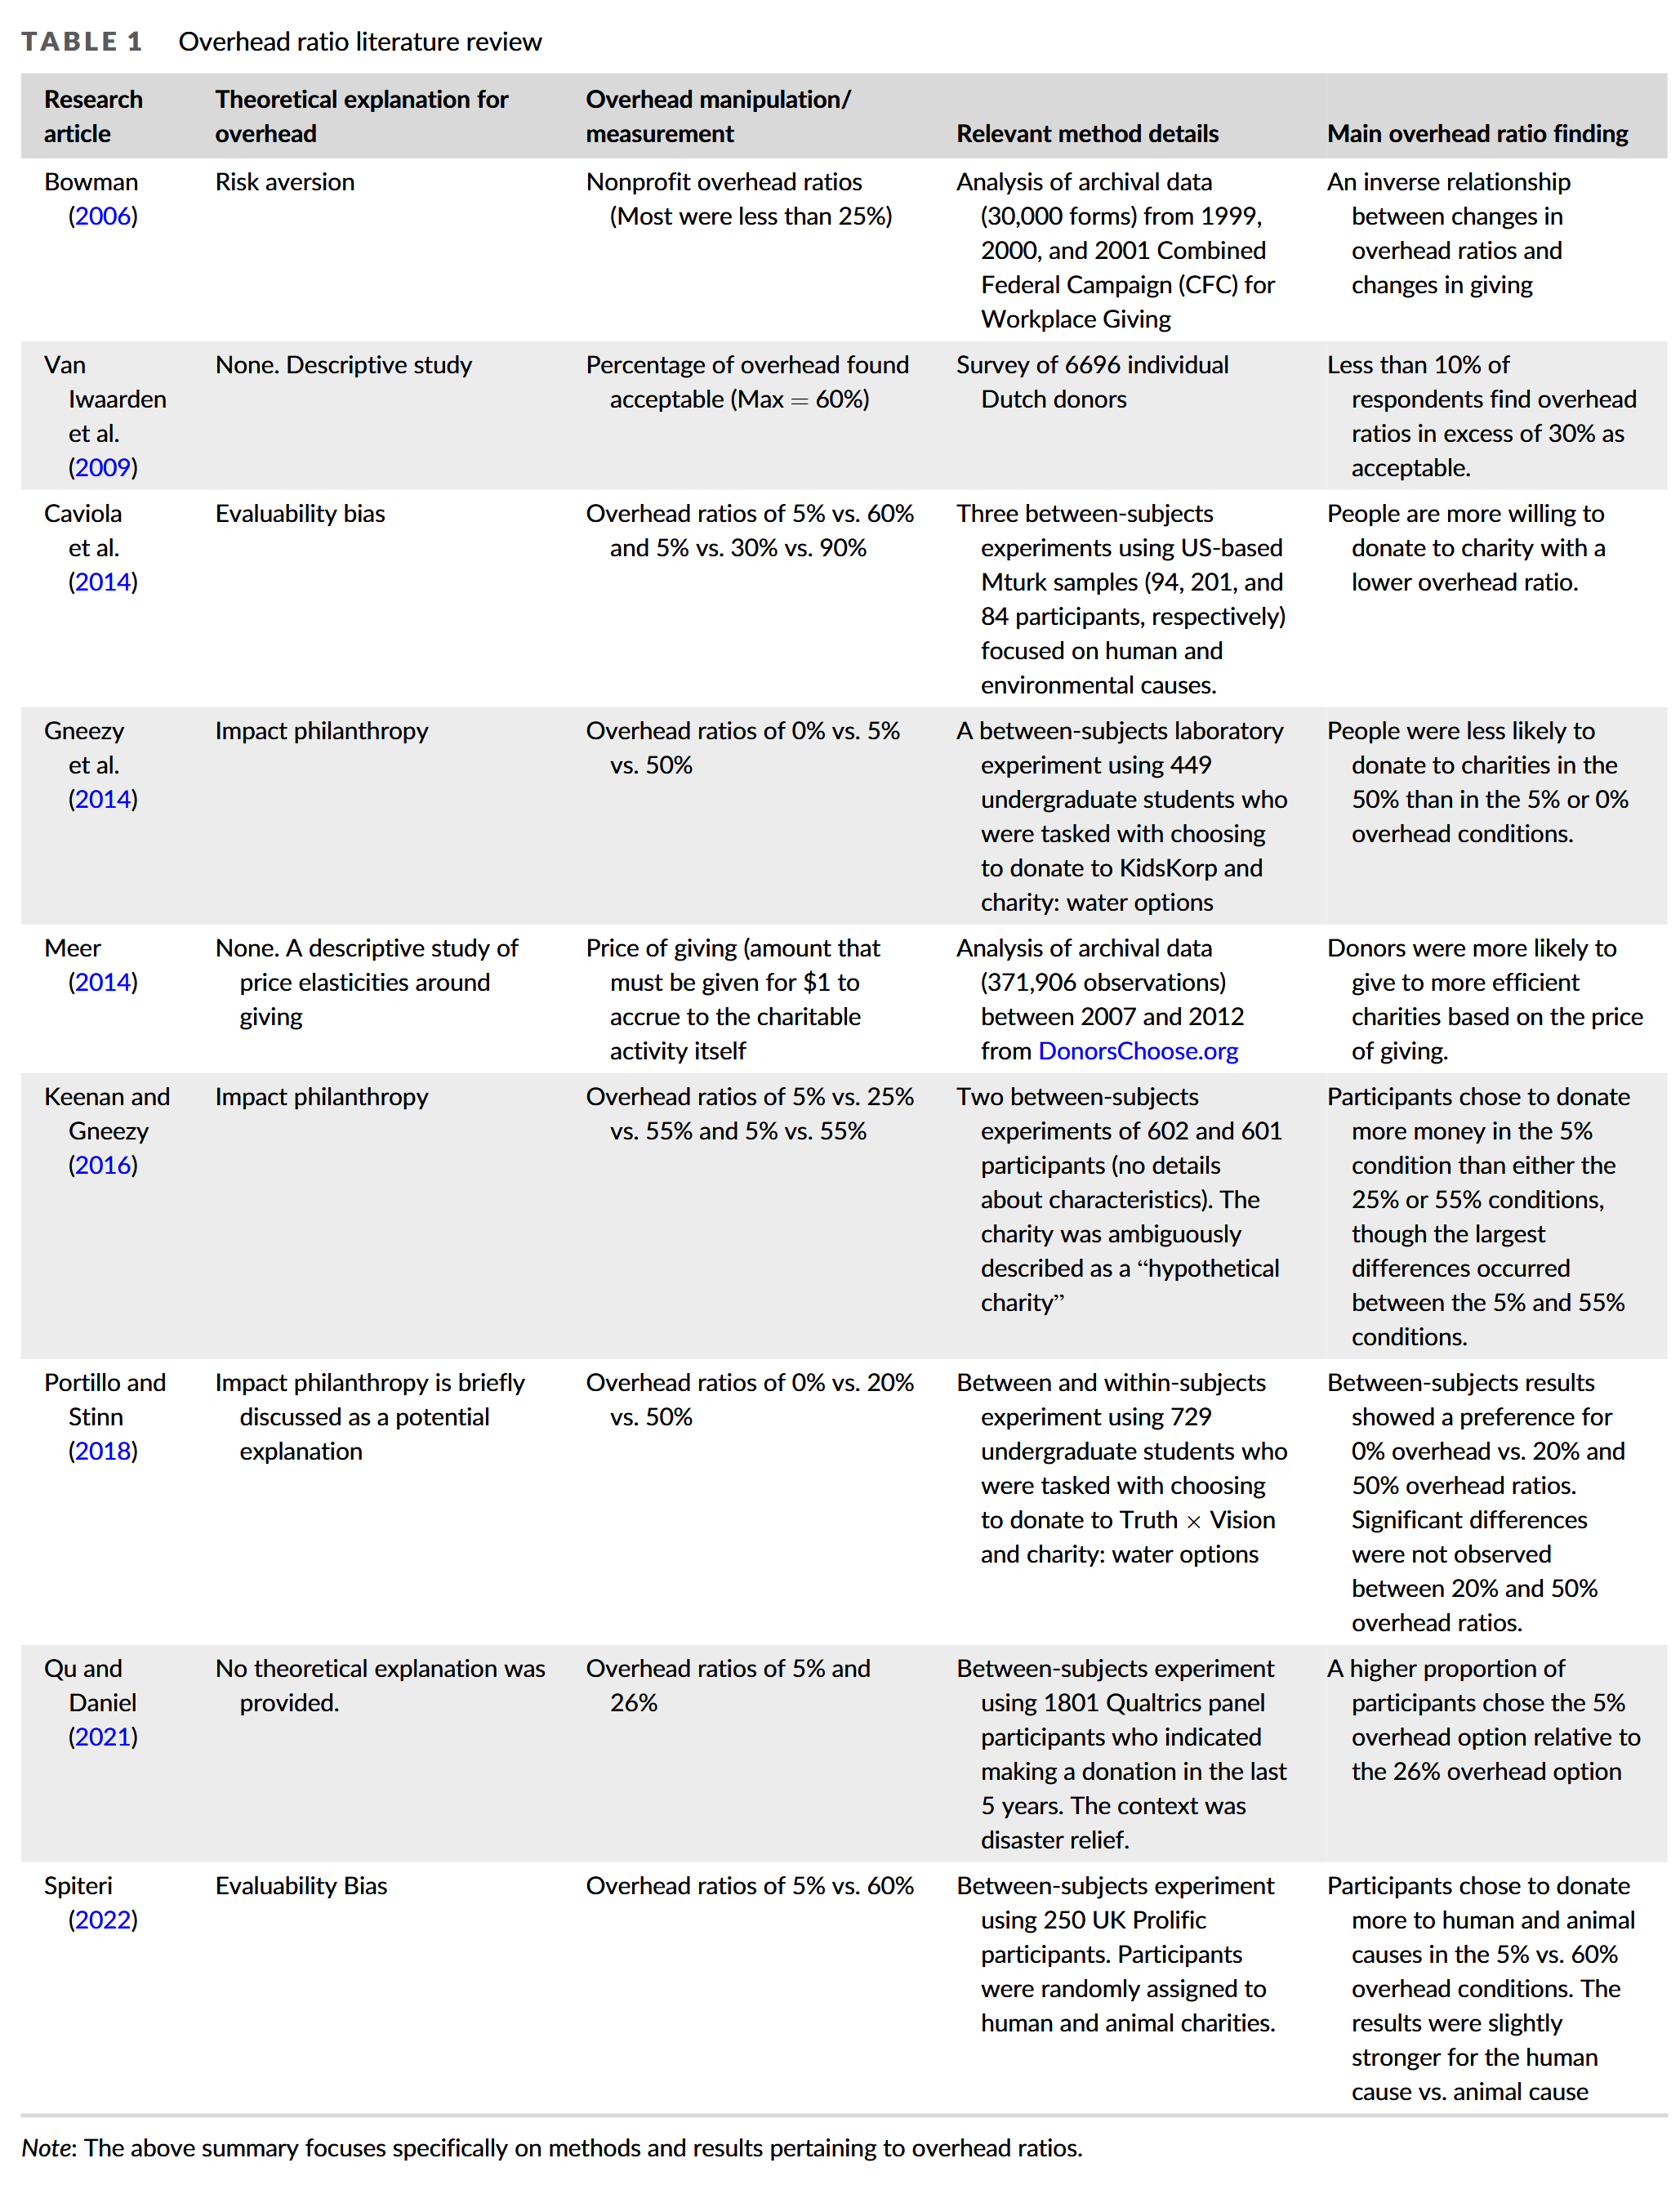 TABLE 1 Overhead ratio literature review
Research
article
Theoretical explanation for
overhead
Overhead manipulation/
measurement
Relevant method details
Main overhead ratio finding
Bowman
(2006)
Risk aversion
Nonprofit overhead ratios
(Most were less than 25%)
Analysis of archival data
(30,000 forms) from 1999,
2000, and 2001 Combined
Federal Campaign (CFC) for
Workplace Giving
An inverse relationship
between changes in
overhead ratios and
changes in giving
Van
Iwaarden
et al.
(2009)
None. Descriptive study
Percentage of overhead found
acceptable (Max = 60%)
Survey of 6696 individual
Dutch donors
Less than 10% of
respondents find overhead
ratios in excess of 30% as
acceptable.
Caviola
et al.
(2014)
Evaluability bias
Overhead ratios of 5% vs. 60%
and 5% vs. 30% vs. 90%
Three between-subjects
experiments using US-based
Mturk samples (94, 201, and
84 participants, respectively)
focused on human and
environmental causes.
People are more willing to
donate to charity with a
lower overhead ratio.
Gneezy
et al.
(2014)
Impact philanthropy
Overhead ratios of 0% vs. 5%
vs. 50%
A between-subjects laboratory
experiment using 449
undergraduate students who
were tasked with choosing
to donate to KidsKorp and
charity: water options
People were less likely to
donate to charities in the
50% than in the 5% or 0%
overhead conditions.
Meer
(2014)
None. A descriptive study of
price elasticities around
giving
Price of giving (amount that
must be given for $1 to
accrue to the charitable
activity itself
Analysis of archival data
(371,906 observations)
between 2007 and 2012
from DonorsChoose.org
Donors were more likely to
give to more efficient
charities based on the price
of giving.
Keenan and
Gneezy
(2016)
Impact philanthropy
Overhead ratios of 5% vs. 25%
vs. 55% and 5% vs. 55%
Two between-subjects
experiments of 602 and 601
participants (no details
about characteristics). The
charity was ambiguously
described as a “hypothetical
charity”
Participants chose to donate
more money in the 5%
condition than either the
25% or 55% conditions,
though the largest
differences occurred
between the 5% and 55%
conditions.
Portillo and
Stinn
(2018)
Impact philanthropy is briefly
discussed as a potential
explanation
Overhead ratios of 0% vs. 20%
vs. 50%
Between and within-subjects
experiment using 729
undergraduate students who
were tasked with choosing
to donate to Truth × Vision
and charity: water options
Between-subjects results
showed a preference for
0% overhead vs. 20% and
50% overhead ratios.
Significant differences
were not observed
between 20% and 50%
overhead ratios.
Qu and
Daniel
(2021)
No theoretical explanation was
provided.
Overhead ratios of 5% and
26%
Between-subjects experiment
using 1801 Qualtrics panel
participants who indicated
making a donation in the last
5 years. The context was
disaster relief.
A higher proportion of
participants chose the 5%
overhead option relative to
the 26% overhead option
Spiteri
(2022)
Evaluability Bias
Overhead ratios of 5% vs. 60%
Between-subjects experiment
using 250 UK Prolific
participants. Participants
were randomly assigned to
human and animal charities.
Participants chose to donate
more to human and animal
causes in the 5% vs. 60%
overhead conditions. The
results were slightly
stronger for the human
cause vs. animal cause
Note: The above summary focuses specifically on methods and results pertaining to overhead ratios.